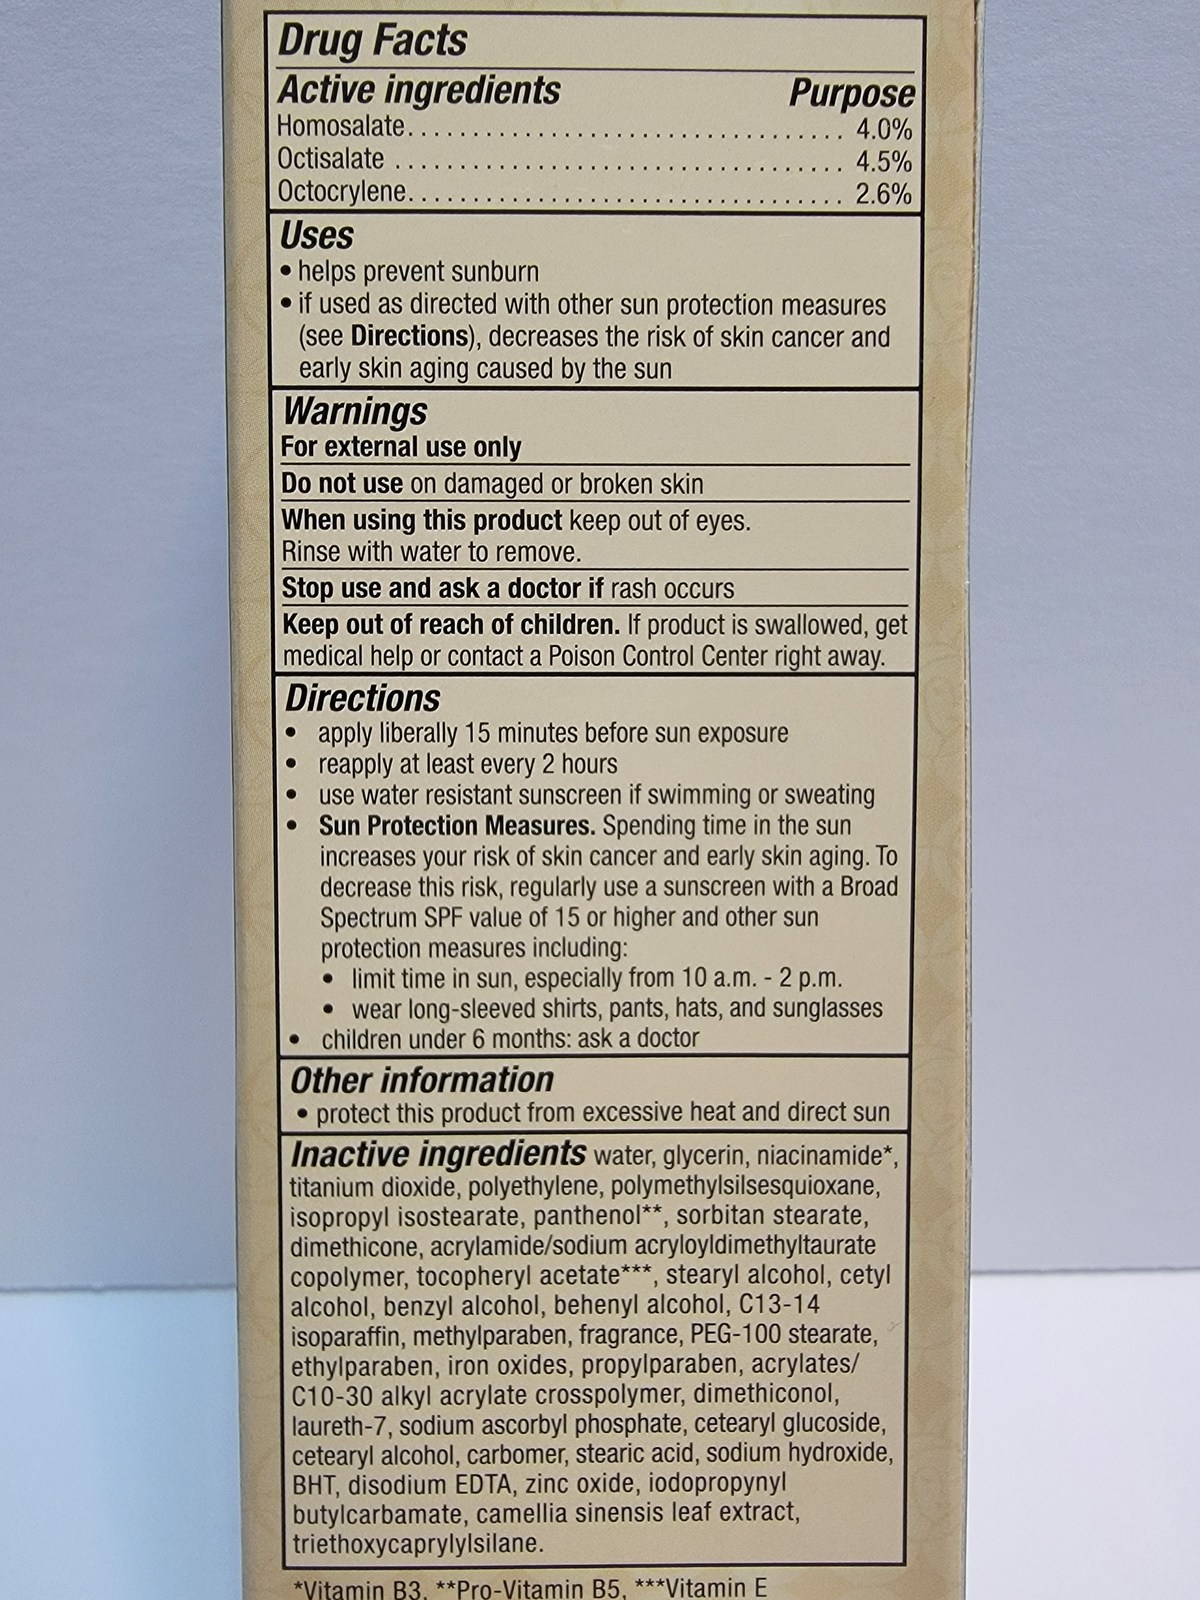 Drug Facts
Active ingredients Purpose
Homosalate. . . . . . . . . . . . . . . . . . . . . . . . . . . . . . . . . 4.0%
Octisalate . . . . . . . . . . . . . . . . . . . . . . . . . . . . . . . . . . 4.5%
Octocrylene. . . . . . . . . . . . . . . . . . . . . . . . . . . . . . . . . 2.6%
Uses
• helps prevent sunburn
• if used as directed with other sun protection measures
(see Directions), decreases the risk of skin cancer and
early skin aging caused by the sun
Warnings
For external use only
Do not use on damaged or broken skin
When using this product keep out of eyes.
Rinse with water to remove.
Stop use and ask a doctor if rash occurs
Keep out of reach of children. If product is swallowed, get
medical help or contact a Poison Control Center right away.
Directions
• apply liberally 15 minutes before sun exposure
• reapply at least every 2 hours
• use water resistant sunscreen if swimming or sweating
• Sun Protection Measures. Spending time in the sun
increases your risk of skin cancer and early skin aging. To
decrease this risk, regularly use a sunscreen with a Broad
Spectrum SPF value of 15 or higher and other sun
protection measures including:
• limit time in sun, especially from 10 a.m. - 2 p.m.
• wear long-sleeved shirts, pants, hats, and sunglasses
• children under 6 months: ask a doctor
Other information
• protect this product from excessive heat and direct sun
Inactive ingredients water, glycerin, niacinamide*,
titanium dioxide, polyethylene, polymethylsilsesquioxane,
isopropyl isostearate, panthenol**, sorbitan stearate,
dimethicone, acrylamide/sodium acryloyldimethyltaurate
copolymer, tocopheryl acetate***, stearyl alcohol, cetyl
alcohol, benzyl alcohol, behenyl alcohol, C13-14
isoparaffin, methylparaben, fragrance, PEG-100 stearate,
ethylparaben, iron oxides, propylparaben, acrylates/
C10-30 alkyl acrylate crosspolymer, dimethiconol,
laureth-7, sodium ascorbyl phosphate, cetearyl glucoside,
cetearyl alcohol, carbomer, stearic acid, sodium hydroxide,
BHT, disodium EDTA, zinc oxide, iodopropynyl
butylcarbamate, camellia sinensis leaf extract,
triethoxycaprylylsilane.
*Vitamin B3, **Pro-Vitamin B5, ***Vitamin E